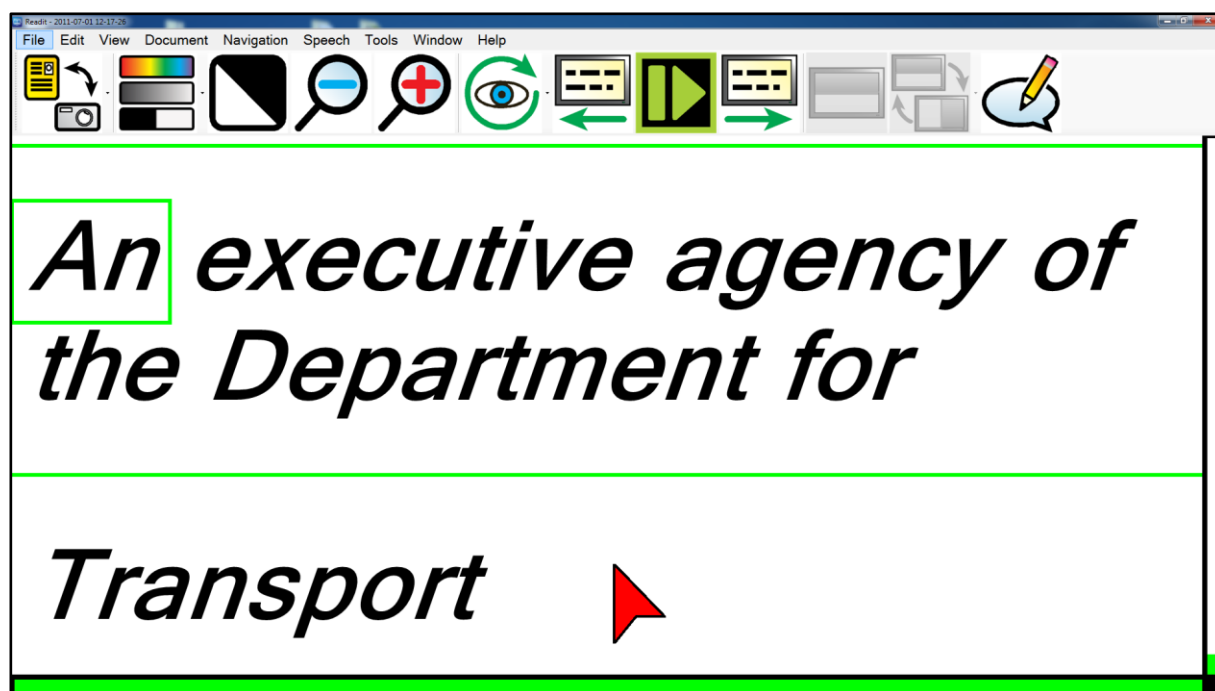 Readit - 2011-07-01 12-17-26
File Edit View Document Navigation Speech Tools Window Help
An executive agency of
the Department for
Transport